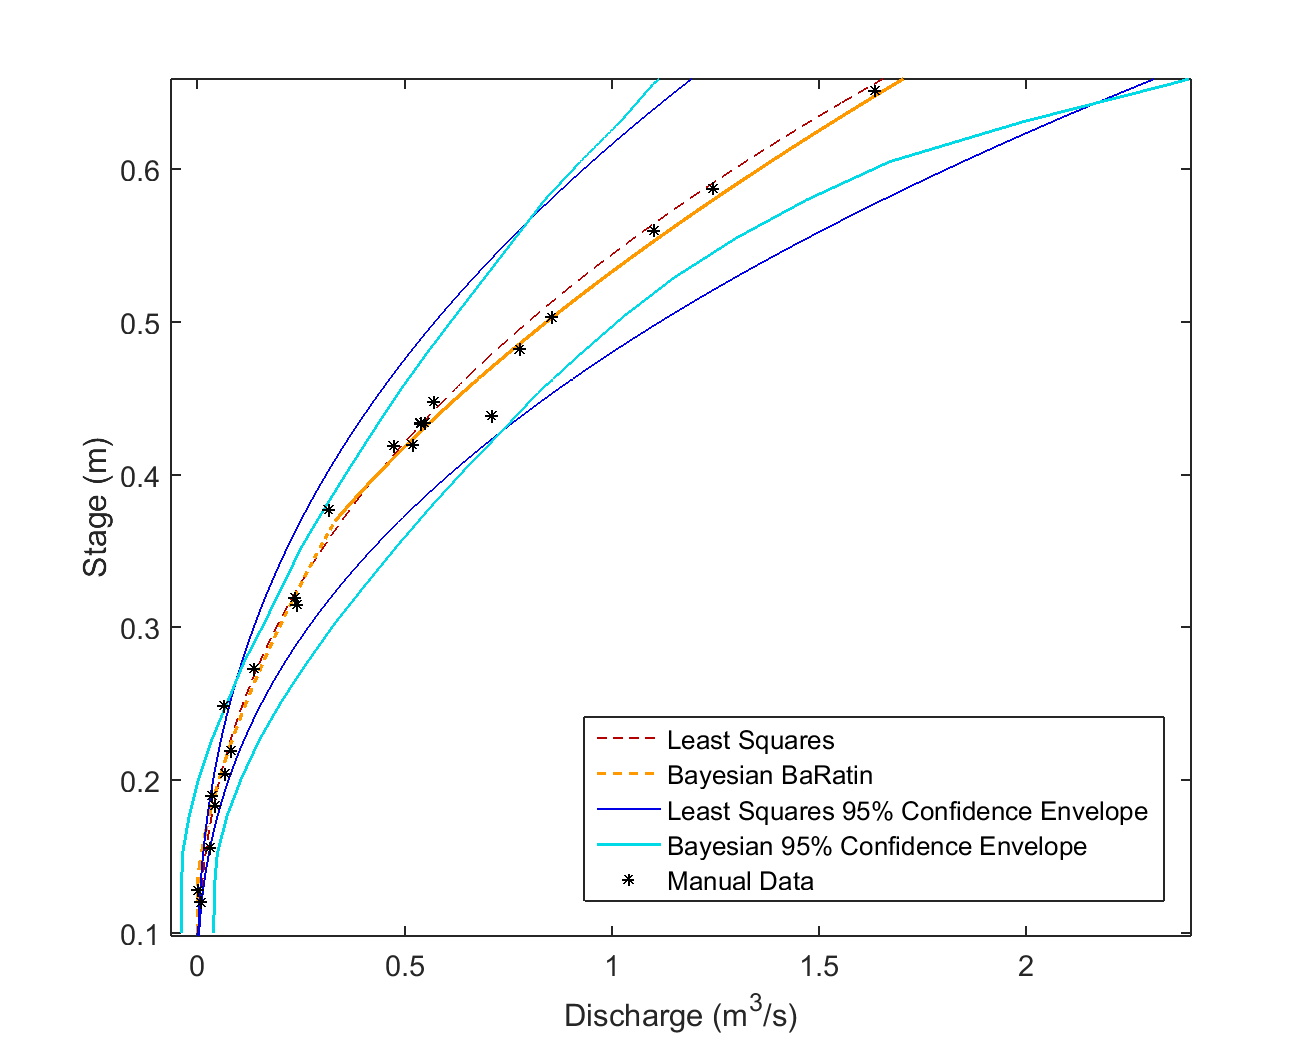 0.6
0.5
0.4
0.3
0.2
0.1
Stage (m)
0
0.5
1
1.5
2
Discharge (m³/s)
Least Squares
Bayesian BaRatin
Least Squares 95% Confidence Envelope
Bayesian 95% Confidence Envelope
Manual Data